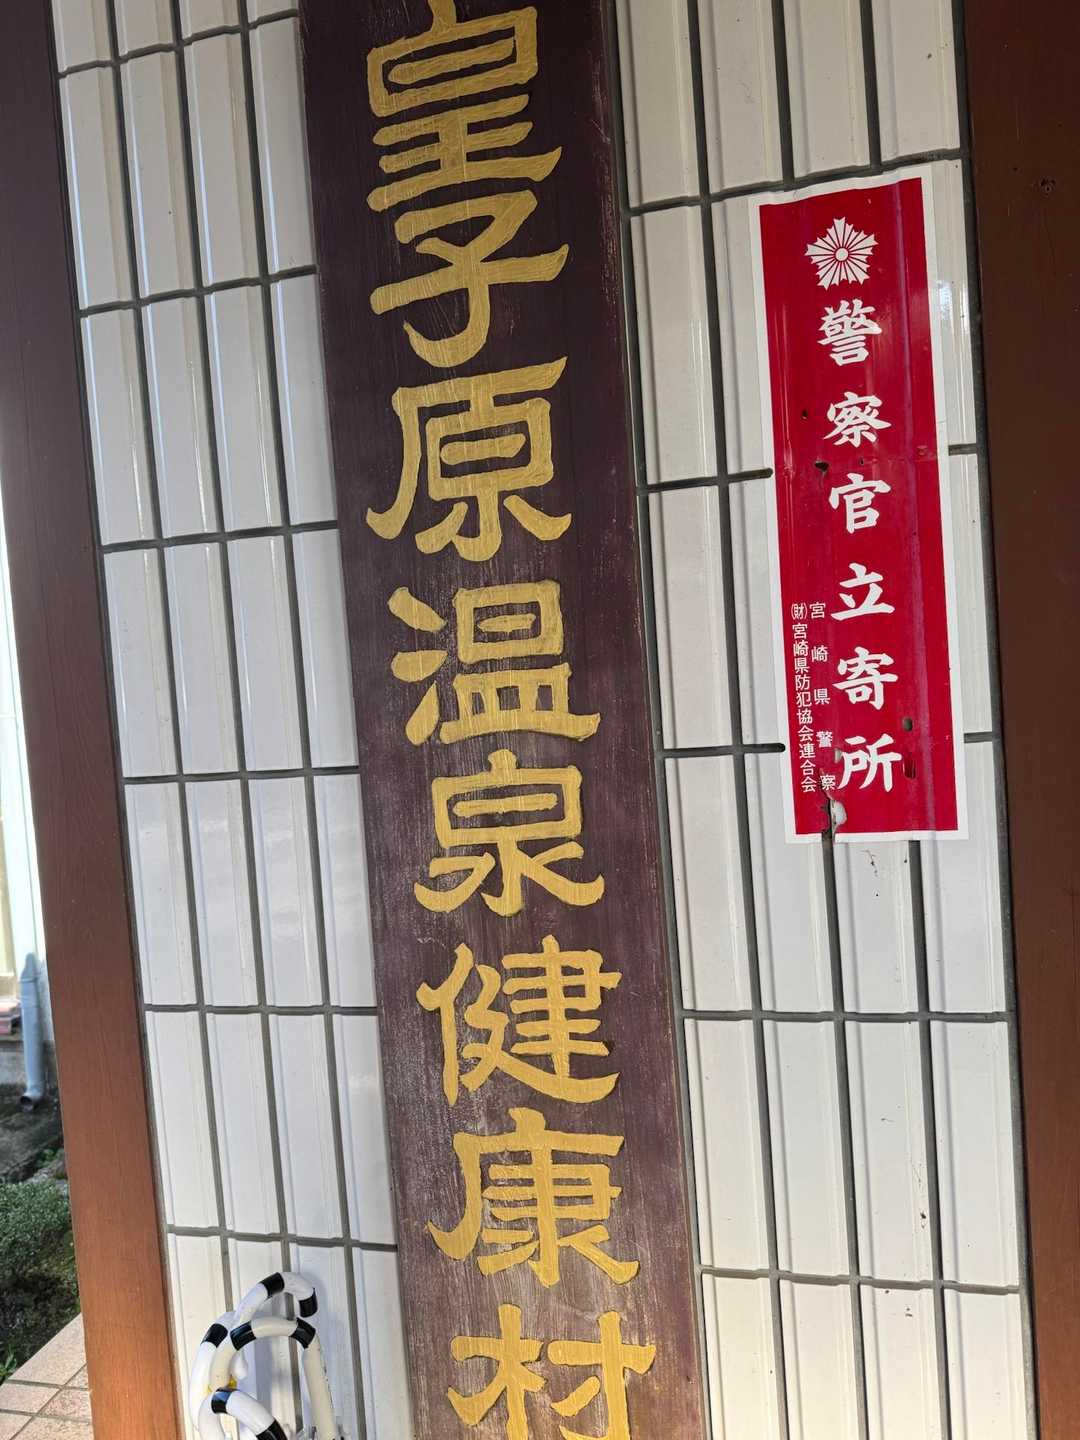 皇子原温泉健康村
警察官立寄所
宮崎県警察
(財)宮崎県防犯協会連合会